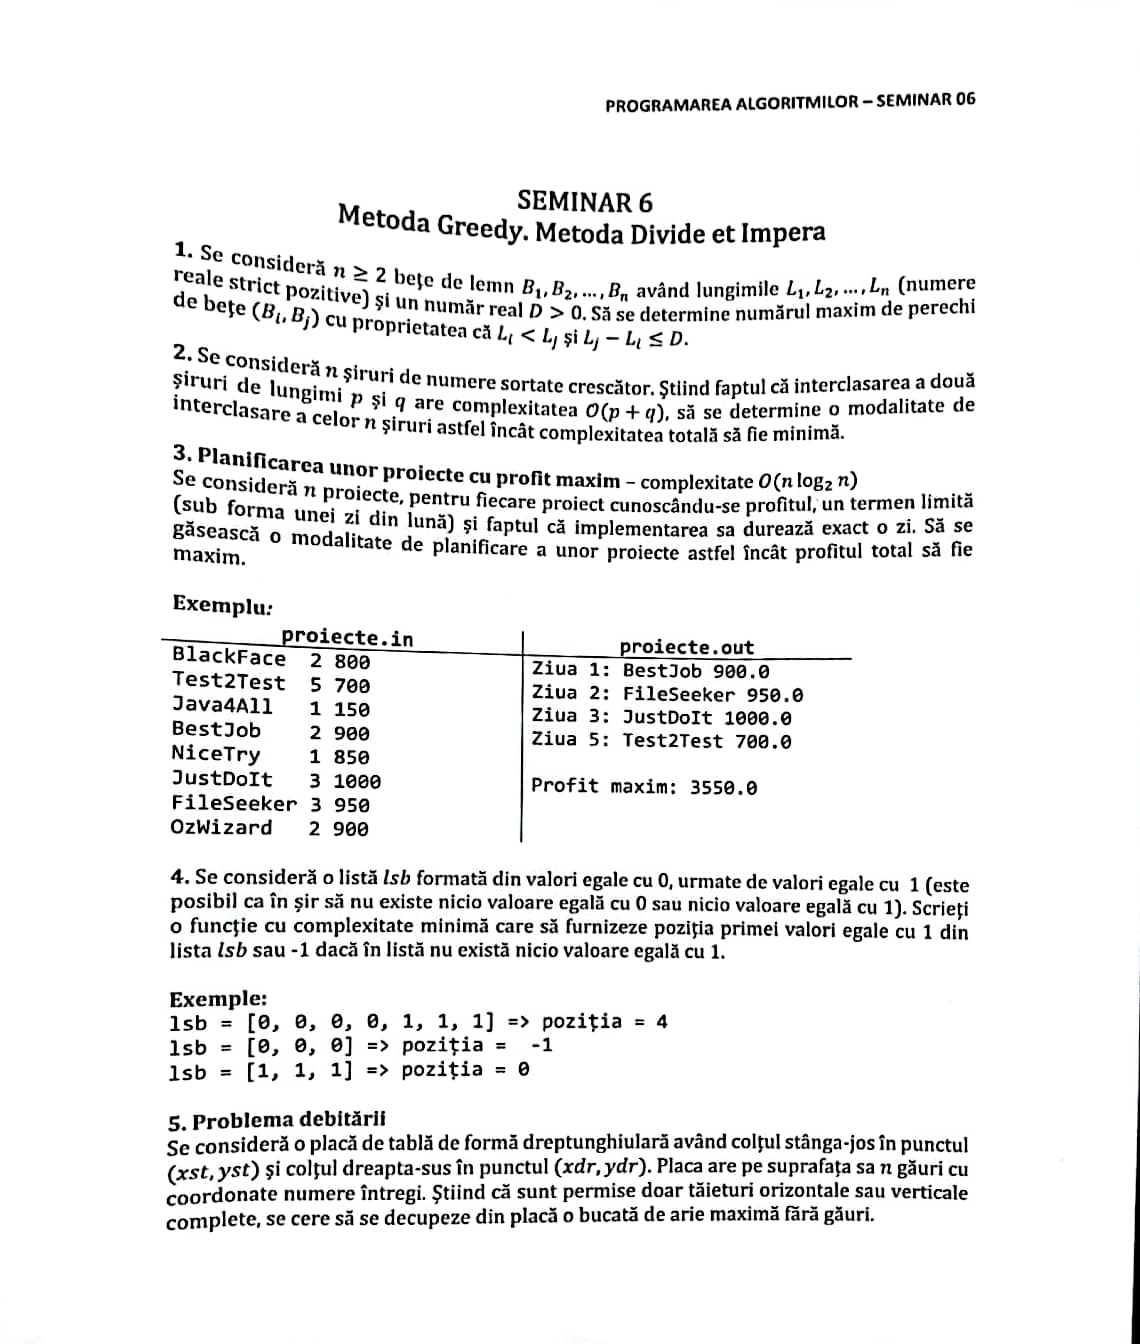 PROGRAMAREA ALGORITMILOR – SEMINAR 06
SEMINAR 6
Metoda Greedy. Metoda Divide et Impera
1. Se consideră n ≥ 2 bețe de lemn B₁, B₂, ..., Bₙ având lungimile L₁, L₂, ..., Lₙ (numere
reale strict pozitive) și un număr real D > 0. Să se determine numărul maxim de perechi
de bețe (Bᵢ, Bⱼ) cu proprietatea că Lᵢ < Lⱼ și Lⱼ – Lᵢ ≤ D.
2. Se consideră n șiruri de numere sortate crescător. Știind faptul că interclasarea a două
șiruri de lungimi p și q are complexitatea O(p + q), să se determine o modalitate de
interclasare a celor n șiruri astfel încât complexitatea totală să fie minimă.
3. Planificarea unor proiecte cu profit maxim – complexitate O(n log₂ n)
Se consideră n proiecte, pentru fiecare proiect cunoscându-se profitul, un termen limită
(sub forma unei zi din lună) și faptul că implementarea sa durează exact o zi. Să se
găsească o modalitate de planificare a unor proiecte astfel încât profitul total să fie
maxim.
Exemplu:
proiecte.in
BlackFace 2 800
Test2Test 5 700
Java4All 1 150
BestJob 2 900
NiceTry 1 850
JustDoIt 3 1000
FileSeeker 3 950
OzWizard 2 900
proiecte.out
Ziua 1: BestJob 900.0
Ziua 2: FileSeeker 950.0
Ziua 3: JustDoIt 1000.0
Ziua 5: Test2Test 700.0
Profit maxim: 3550.0
4. Se consideră o listă lsb formată din valori egale cu 0, urmate de valori egale cu 1 (este
posibil ca în șir să nu existe nicio valoare egală cu 0 sau nicio valoare egală cu 1). Scrieți
o funcție cu complexitate minimă care să furnizeze poziția primei valori egale cu 1 din
lista lsb sau -1 dacă în listă nu există nicio valoare egală cu 1.
Exemple:
lsb = [0, 0, 0, 0, 1, 1, 1] => poziția = 4
lsb = [0, 0, 0] => poziția = -1
lsb = [1, 1, 1] => poziția = 0
5. Problema debitării
Se consideră o placă de tablă de formă dreptunghiulară având colțul stânga-jos în punctul
(xst, yst) și colțul dreapta-sus în punctul (xdr, ydr). Placa are pe suprafața sa n găuri cu
coordonate numere întregi. Știind că sunt permise doar tăieturi orizontale sau verticale
complete, se cere să se decupeze din placă o bucată de arie maximă fără găuri.